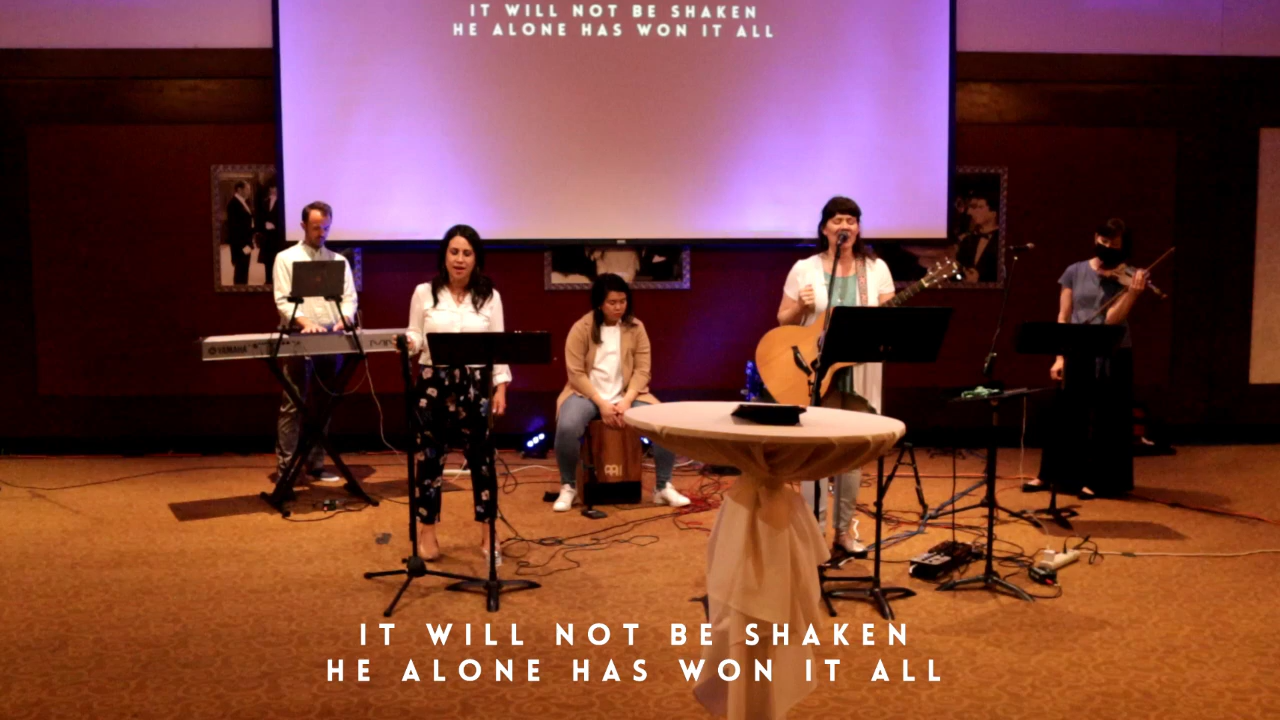 IT WILL NOT BE SHAKEN
HE ALONE HAS WON IT ALL
YAMAHA
IT WILL NOT BE SHAKEN
HE ALONE HAS WON IT ALL